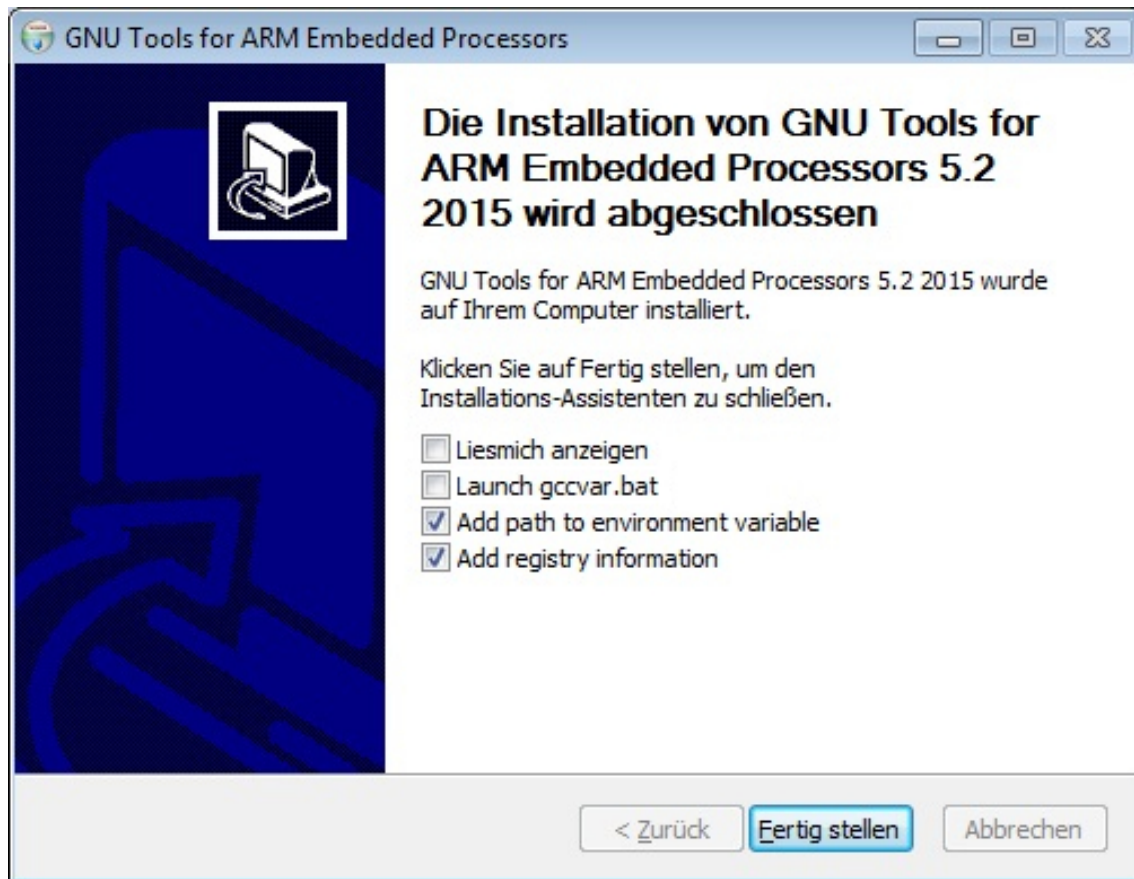 GNU Tools for ARM Embedded Processors
Die Installation von GNU Tools for
ARM Embedded Processors 5.2
2015 wird abgeschlossen
GNU Tools for ARM Embedded Processors 5.2 2015 wurde
auf Ihrem Computer installiert.
Klicken Sie auf Fertig stellen, um den
Installations-Assistenten zu schließen.
Liesmich anzeigen
Launch gccvar.bat
Add path to environment variable
Add registry information
< Zurück
Fertig stellen
Abbrechen